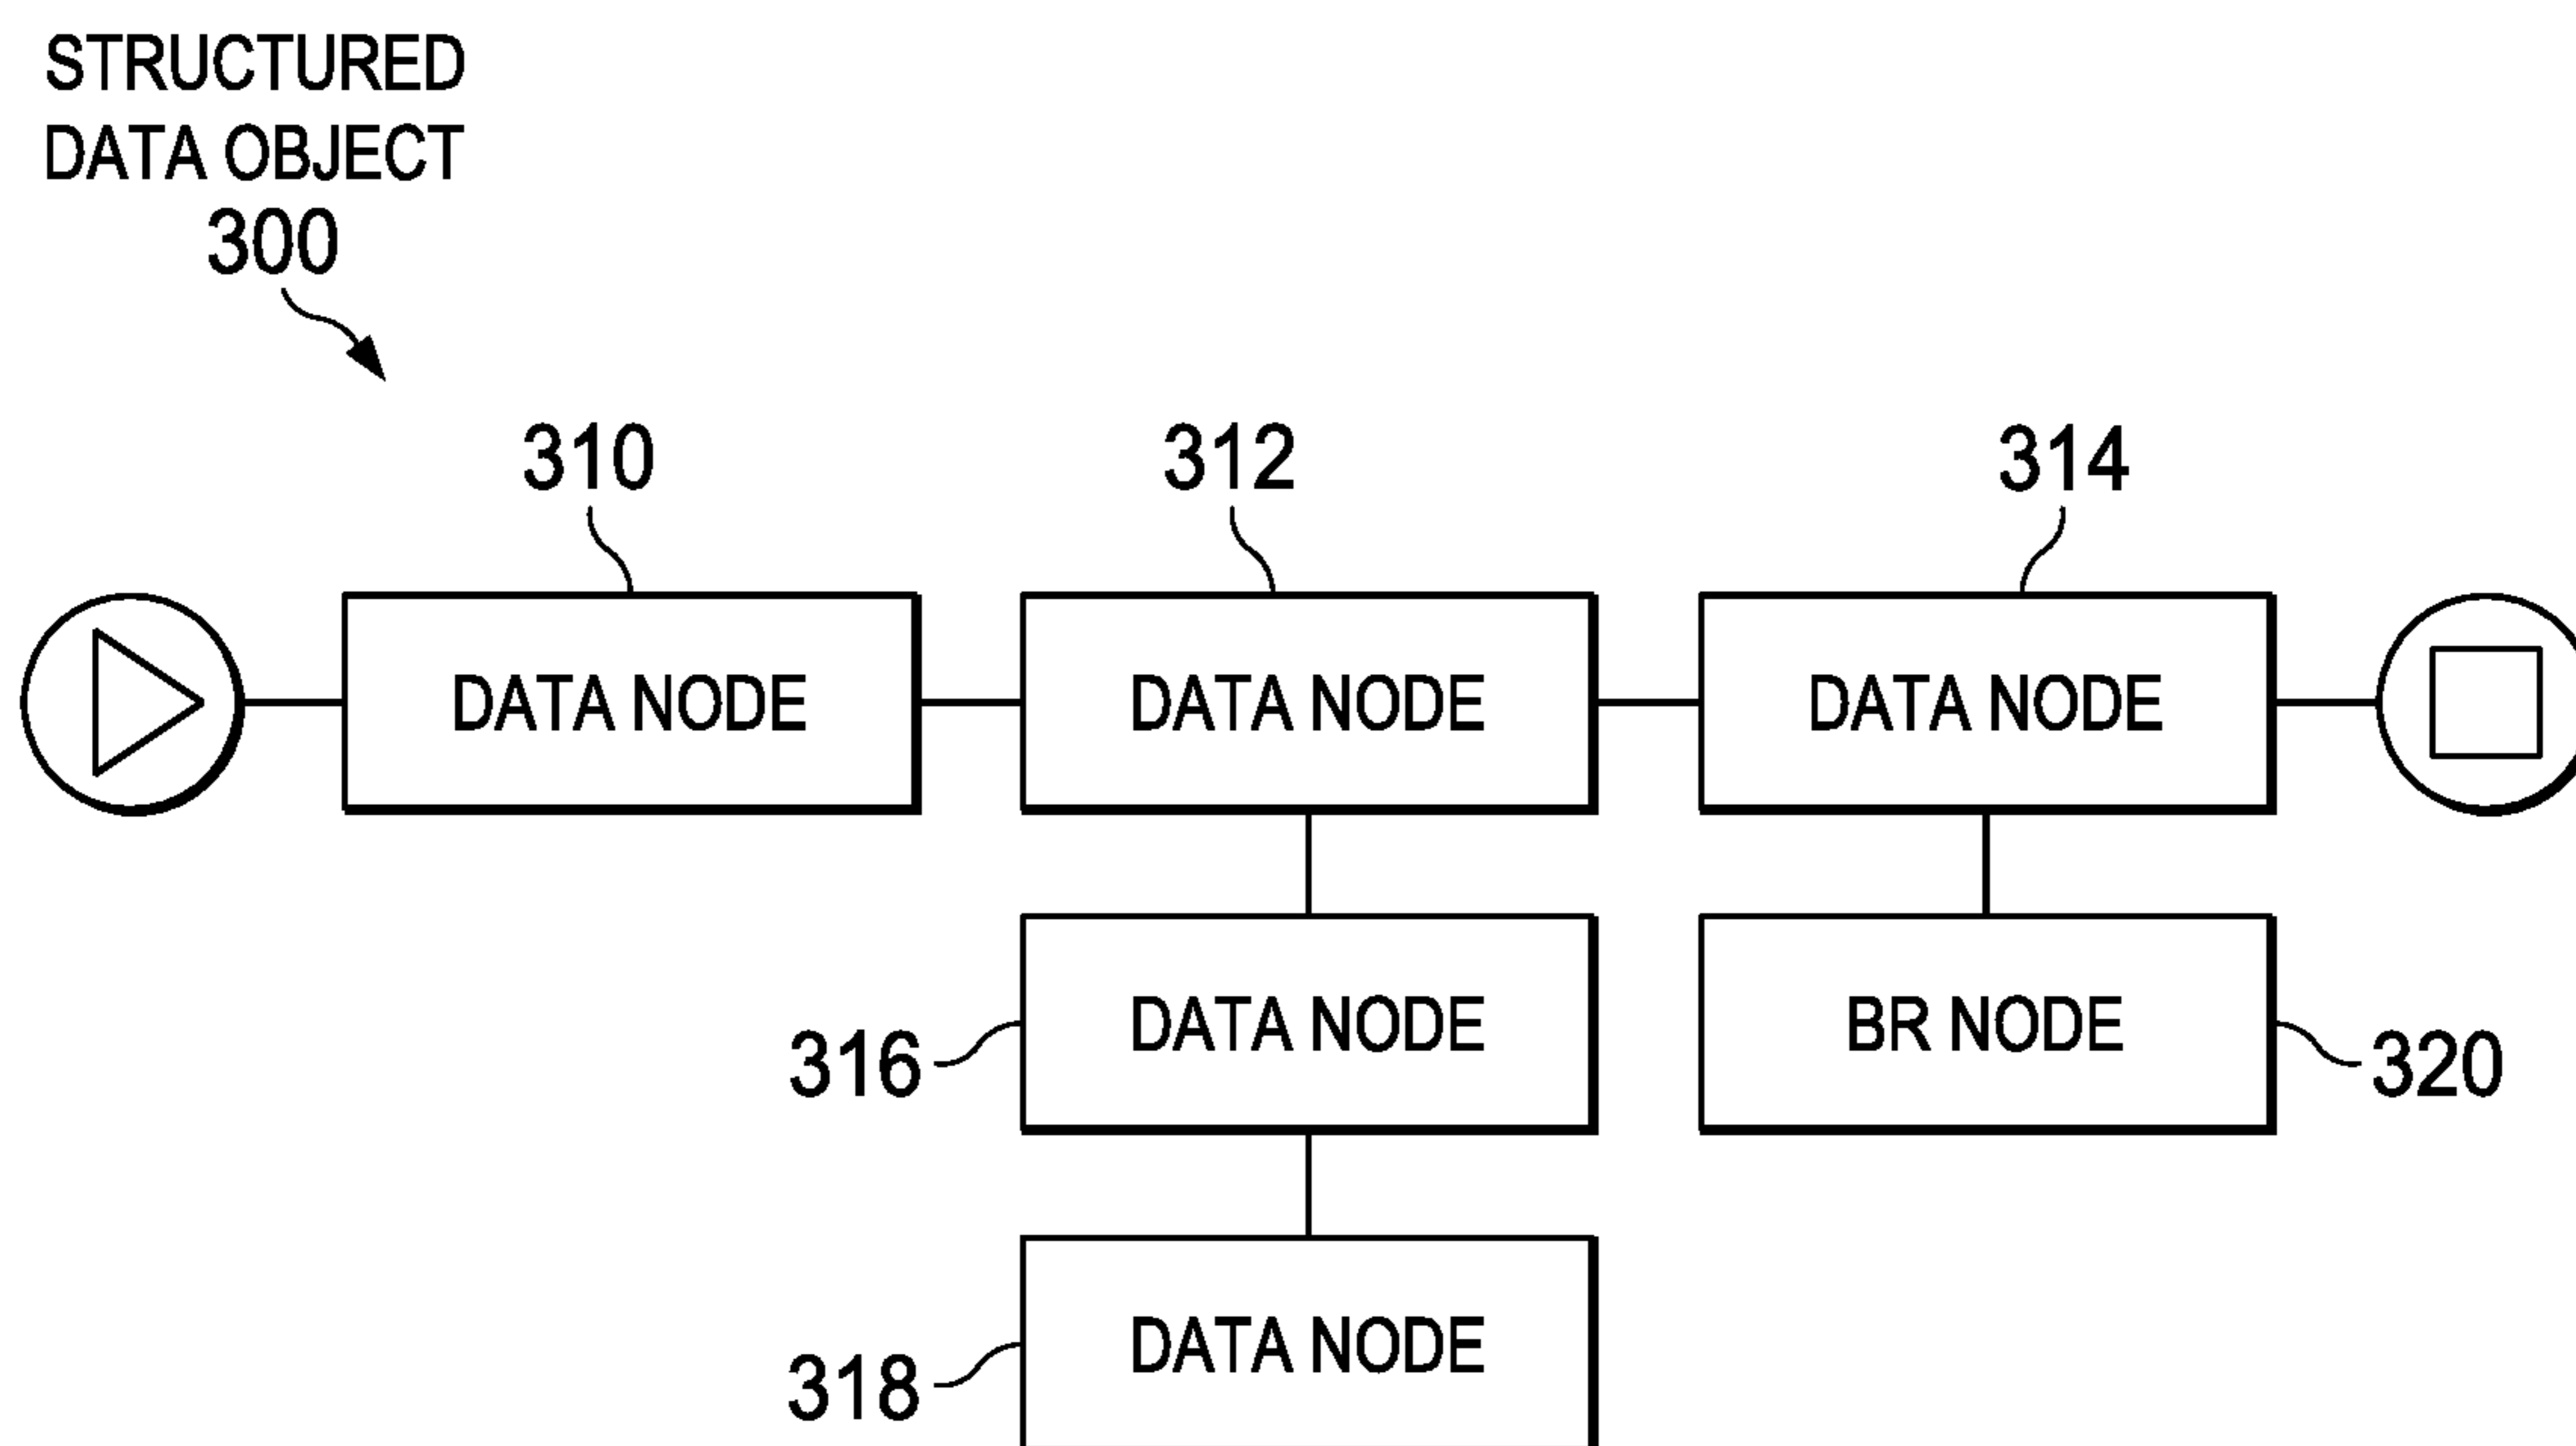 STRUCTURED
DATA OBJECT
300
310
312
314
DATA NODE
DATA NODE
DATA NODE
316
DATA NODE
BR NODE
320
318
DATA NODE